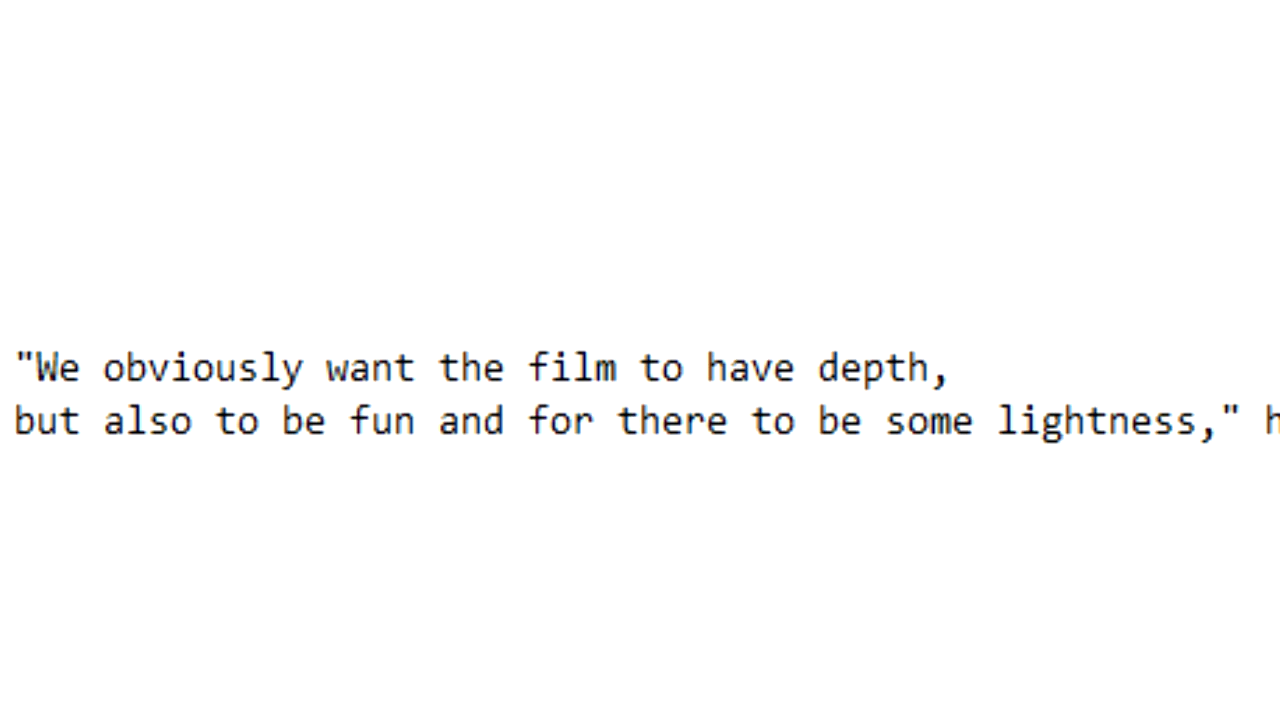 "We obviously want the film to have depth,
but also to be fun and for there to be some lightness,"